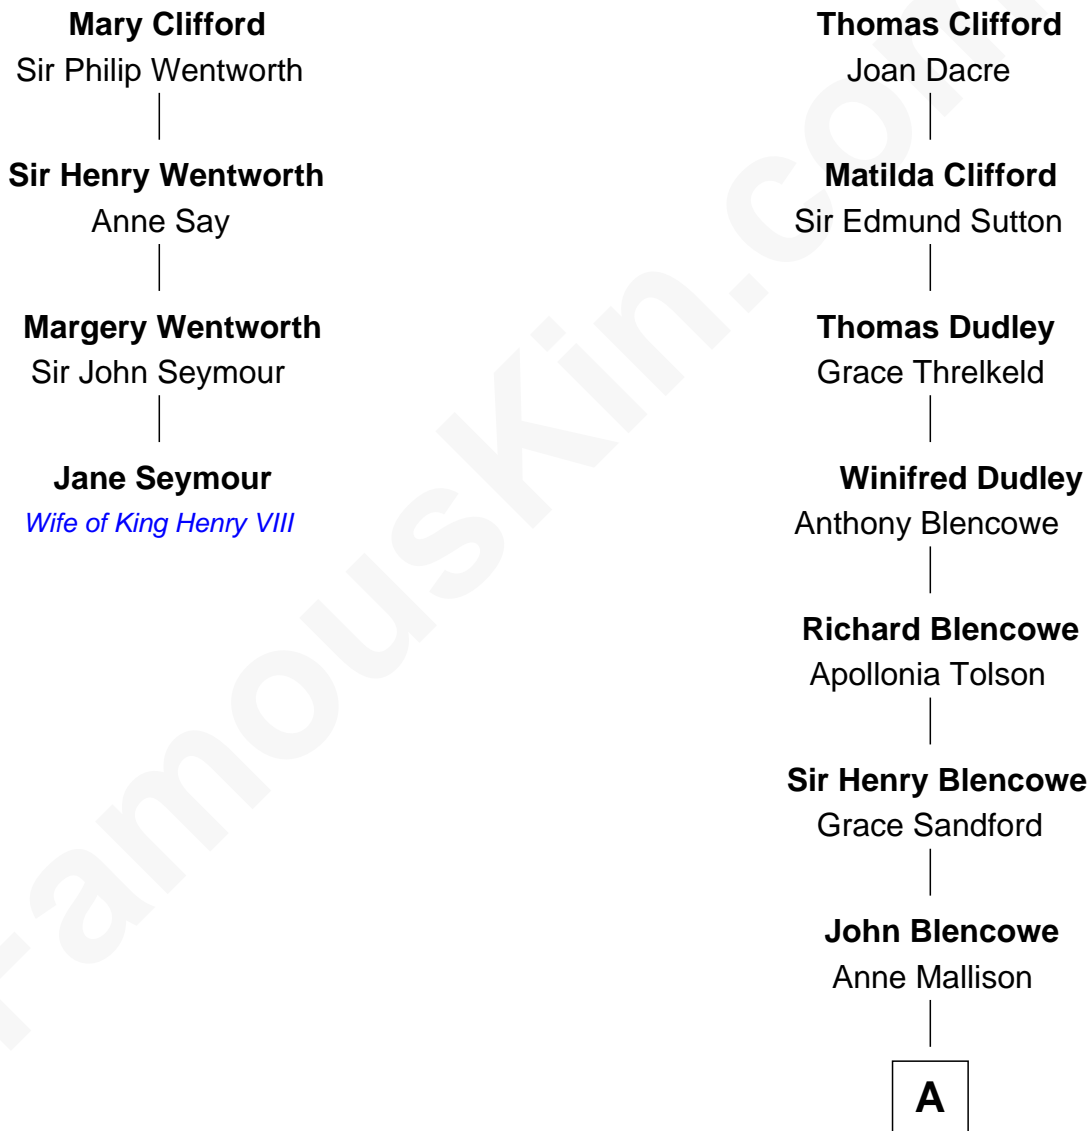 Mary Clifford
Sir Philip Wentworth
Sir Henry Wentworth
Anne Say
Margery Wentworth
Sir John Seymour
Jane Seymour
Wife of King Henry VIII
Thomas Clifford
Joan Dacre
Matilda Clifford
Sir Edmund Sutton
Thomas Dudley
Grace Threlkeld
Winifred Dudley
Anthony Blencowe
Richard Blencowe
Apollonia Tolson
Sir Henry Blencowe
Grace Sandford
John Blencowe
Anne Mallison
A
FamousKin.com